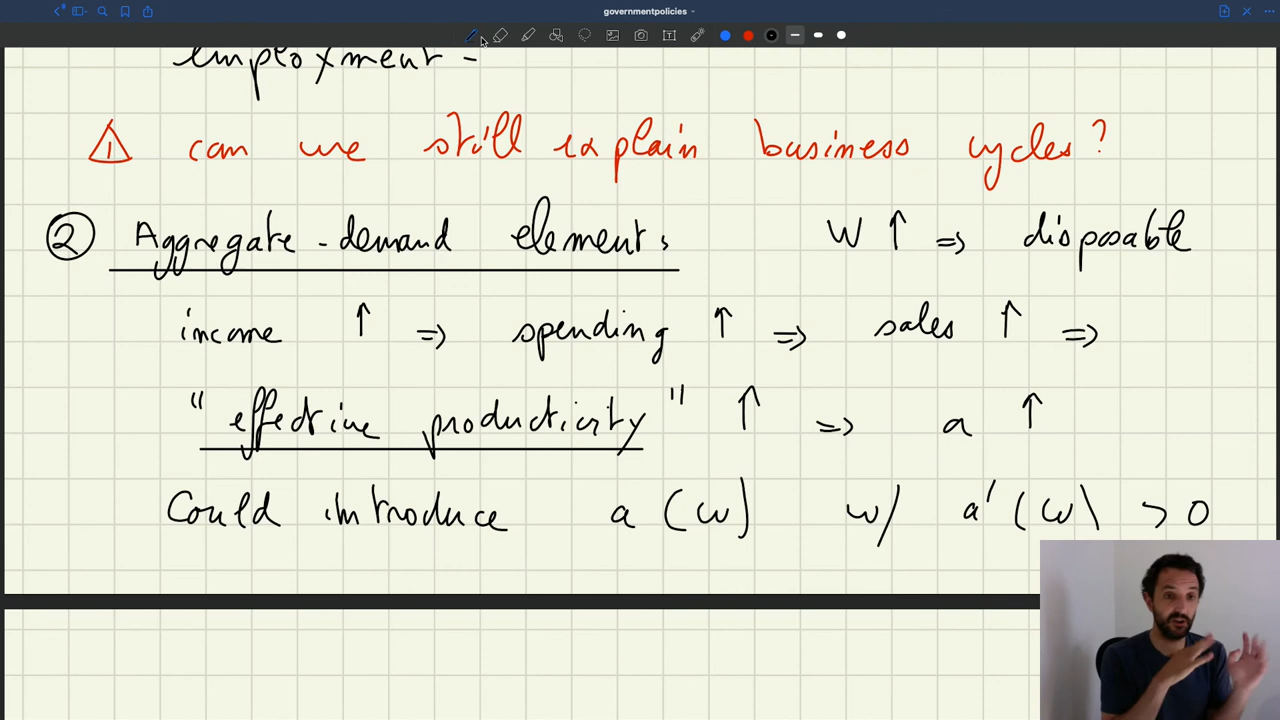 governmentpolicies
employment -
⚠ can we still explain business cycles?
② Aggregate-demand elements W ↑ => disposable
income ↑ => spending ↑ => sales ↑ =>
" effective productivity " ↑ => a ↑
Could introduce a (w) w/ a' (w) > 0